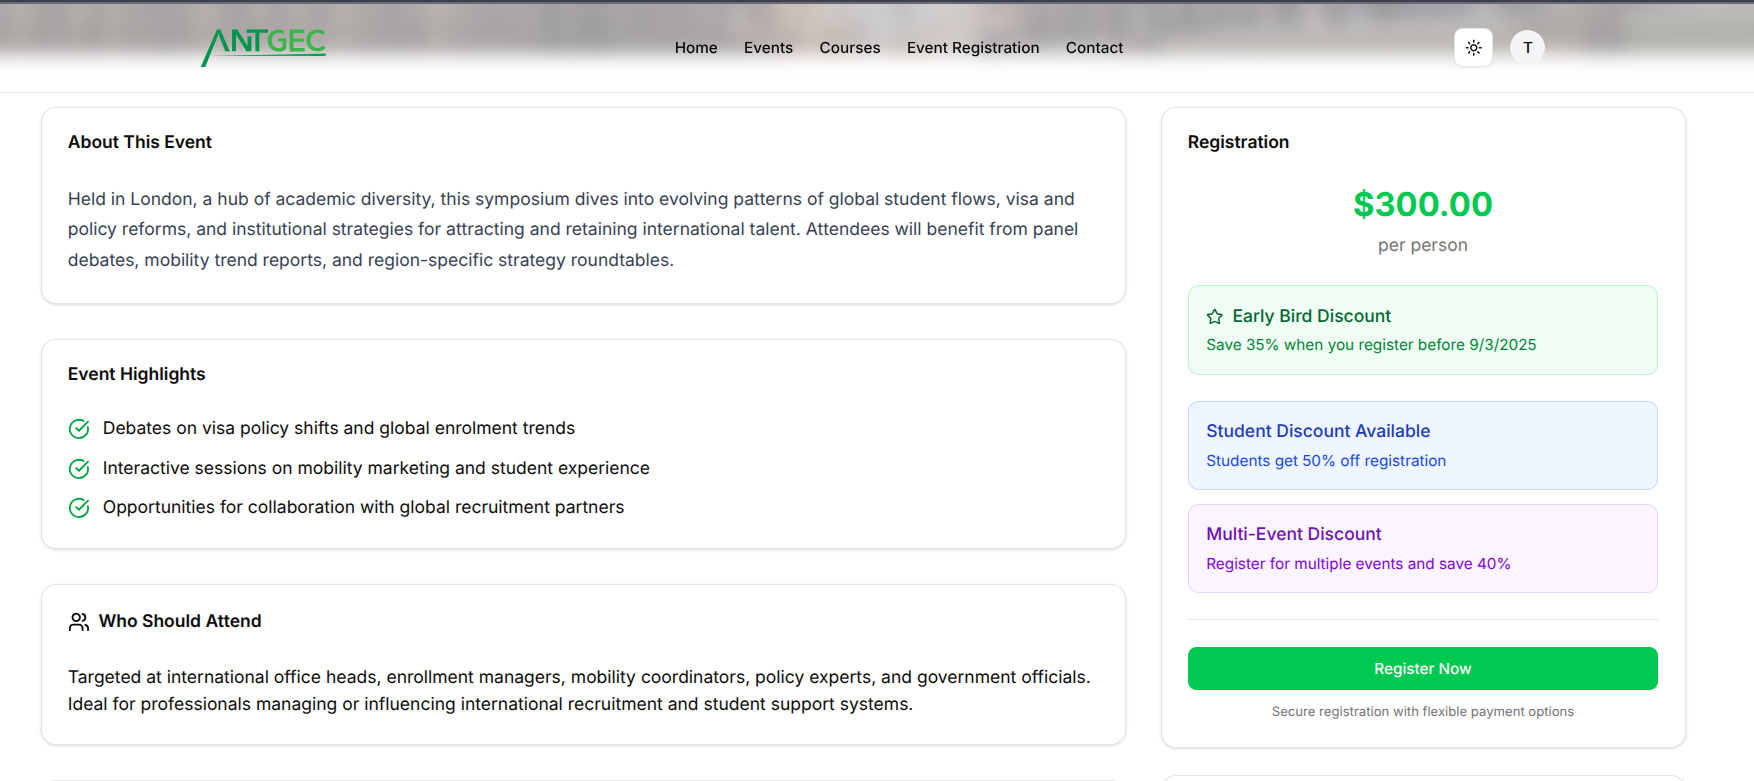 ANTGEC
Home
Events
Courses
Event Registration
Contact
T
About This Event
Held in London, a hub of academic diversity, this symposium dives into evolving patterns of global student flows, visa and
policy reforms, and institutional strategies for attracting and retaining international talent. Attendees will benefit from panel
debates, mobility trend reports, and region-specific strategy roundtables.
Event Highlights
Debates on visa policy shifts and global enrolment trends
Interactive sessions on mobility marketing and student experience
Opportunities for collaboration with global recruitment partners
Who Should Attend
Targeted at international office heads, enrollment managers, mobility coordinators, policy experts, and government officials.
Ideal for professionals managing or influencing international recruitment and student support systems.
Registration
$300.00
per person
Early Bird Discount
Save 35% when you register before 9/3/2025
Student Discount Available
Students get 50% off registration
Multi-Event Discount
Register for multiple events and save 40%
Register Now
Secure registration with flexible payment options